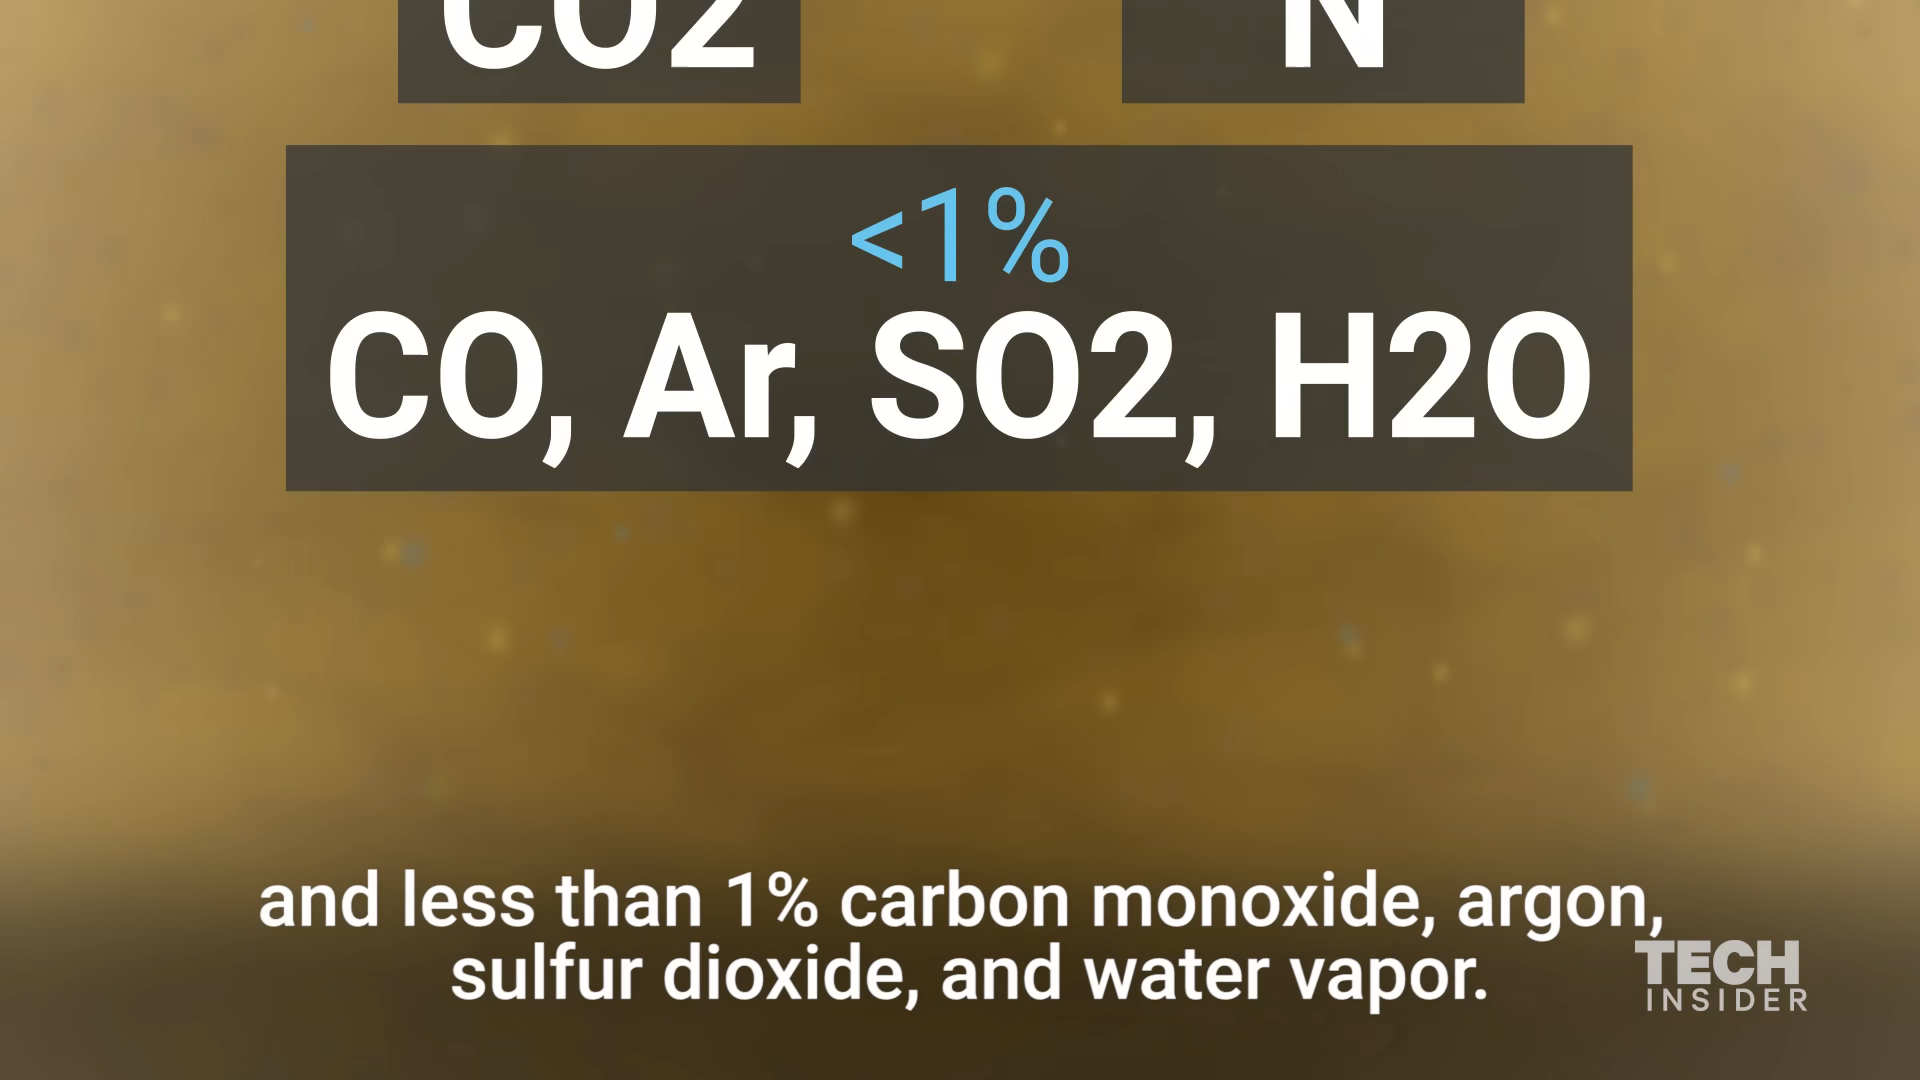 CO2 N
<1%
CO, Ar, SO2, H2O
and less than 1% carbon monoxide, argon,
sulfur dioxide, and water vapor.
TECH
INSIDER